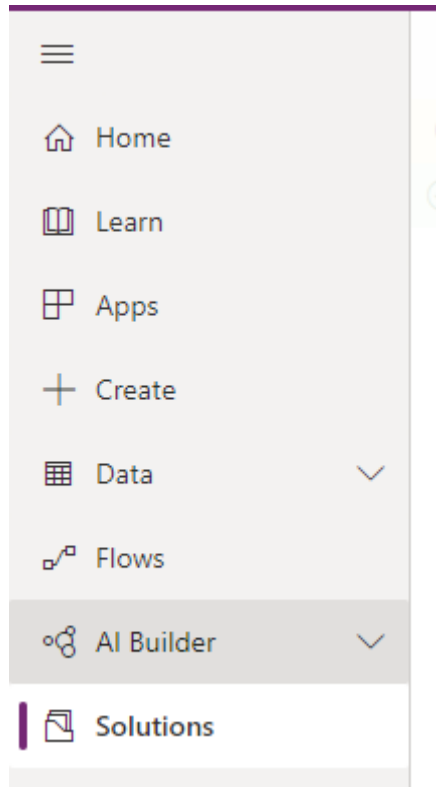 Home
Learn
Apps
Create
Data
Flows
AI Builder
Solutions